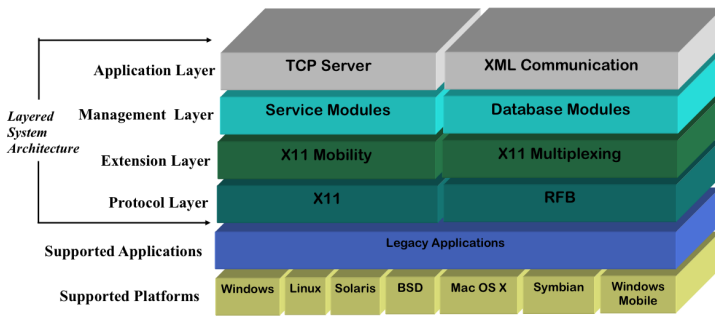 Layered
System
Architecture
Application Layer
TCP Server
XML Communication
Management Layer
Service Modules
Database Modules
Extension Layer
X11 Mobility
X11 Multiplexing
Protocol Layer
X11
RFB
Supported Applications
Legacy Applications
Supported Platforms
Windows
Linux
Solaris
BSD
Mac OS X
Symbian
Windows
Mobile